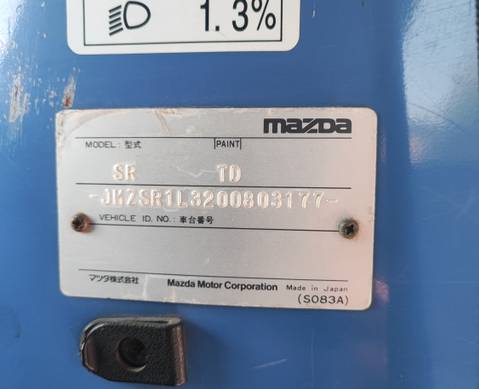 1.3%
mazda
MODEL: 型式 PAINT
SR TD
-JMZSR1L3200803177-
VEHICLE ID. NO.: 車台番号
マツダ株式会社 Mazda Motor Corporation Made in Japan
(S083A)